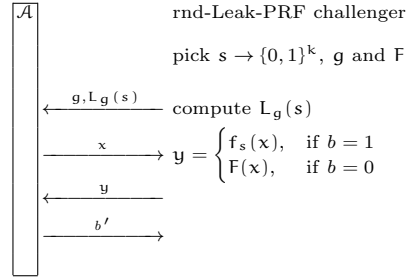 𝒜 rnd-Leak-PRF challenger
pick s → {0, 1}^k, g and F
g, L_g(s)
compute L_g(s)
x
y = { f_s(x), if b = 1
F(x), if b = 0
y
b′